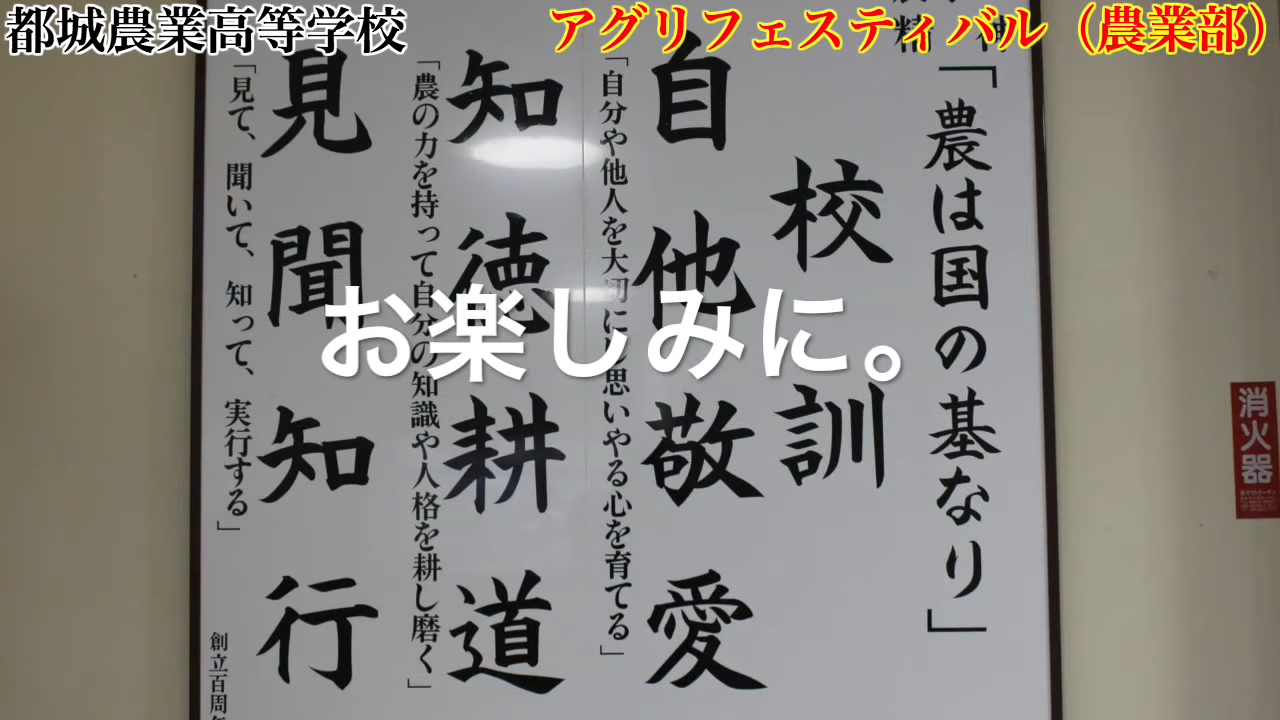 都城農業高等学校
アグリフェスティバル（農業部）
「農は国の基なり」
校訓
自他敬愛
「自分や他人を大切にし思いやる心を育てる」
知徳耕道
「農の力を持って自分の知識や人格を耕し磨く」
見聞知行
「見て、聞いて、知って、実行する」
創立百周年
お楽しみに。
消火器